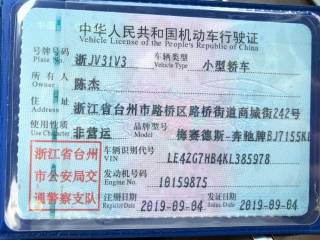 中华人民共和国机动车行驶证
Vehicle License of the People's Republic of China
号牌号码 Plate No. 浙JV31V3 车辆类型 Vehicle Type 小型轿车
所有人 Owner 陈杰
住址 Address 浙江省台州市路桥区路桥街道商城街242号
使用性质 Use Character 非营运 品牌型号 Model 梅赛德斯-奔驰牌BJ7155
浙江省台州市公安局交通警察支队
车辆识别代号 VIN LE4ZG7HB4KL385978
发动机号码 Engine No. 10159875
注册日期 Register Date 2019-09-04 发证日期 Issue Date 2019-09-04